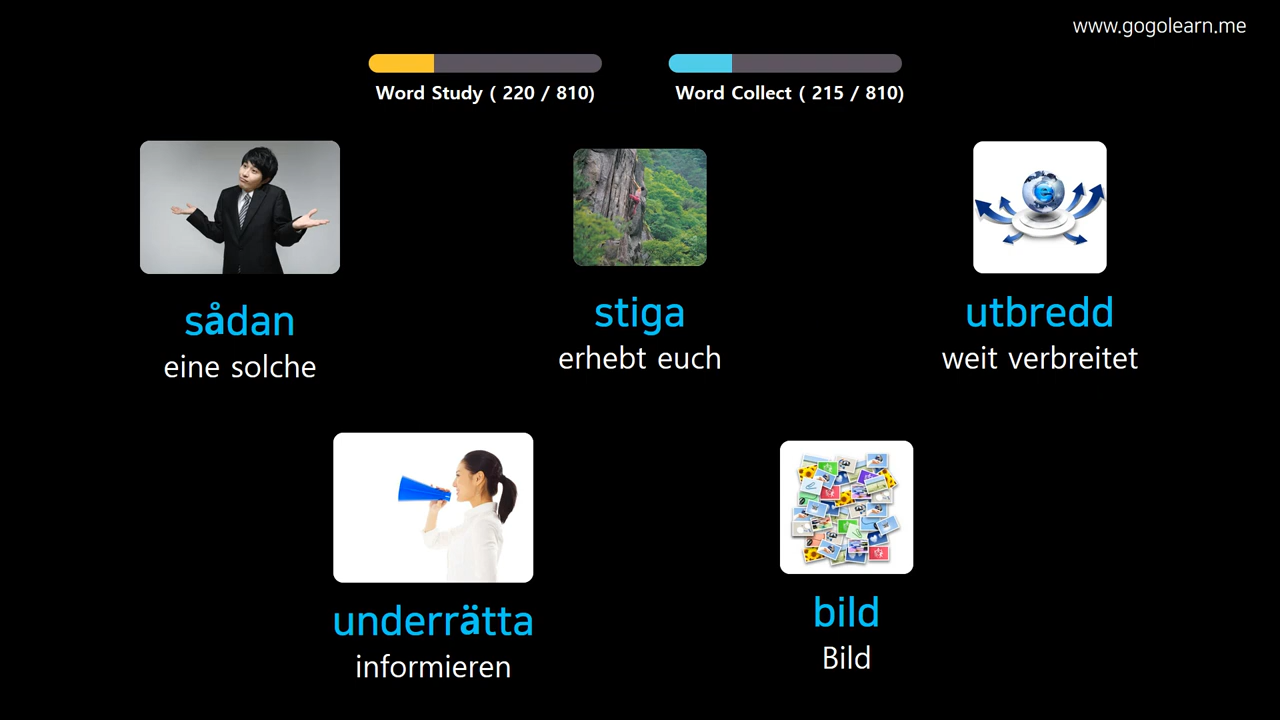 www.gogolearn.me
Word Study ( 220 / 810)
Word Collect ( 215 / 810)
sådan
eine solche
stiga
erhebt euch
utbredd
weit verbreitet
underrätta
informieren
bild
Bild